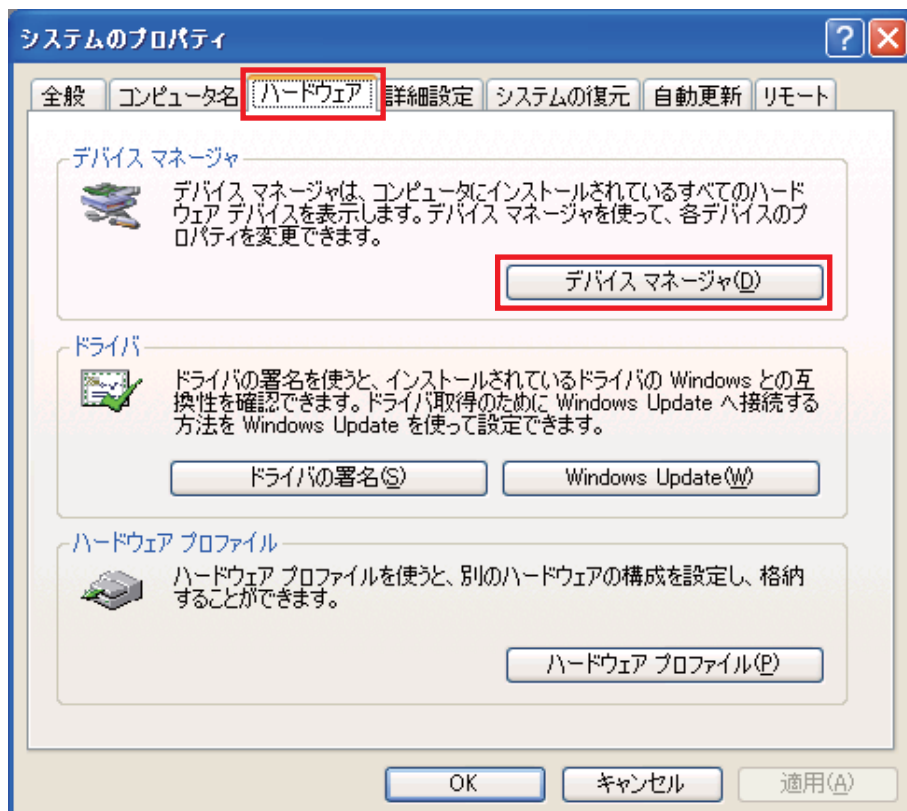 システムのプロパティ
全般 コンピュータ名 ハードウェア 詳細設定 システムの復元 自動更新 リモート
デバイス マネージャ
デバイス マネージャは、コンピュータにインストールされているすべてのハード
ウェア デバイスを表示します。デバイス マネージャを使って、各デバイスのプ
ロパティを変更できます。
デバイス マネージャ(D)
ドライバ
ドライバの署名を使うと、インストールされているドライバの Windows との互
換性を確認できます。ドライバ取得のために Windows Update へ接続する
方法を Windows Update を使って設定できます。
ドライバの署名(S) Windows Update(W)
ハードウェア プロファイル
ハードウェア プロファイルを使うと、別のハードウェアの構成を設定し、格納
することができます。
ハードウェア プロファイル(P)
OK キャンセル 適用(A)